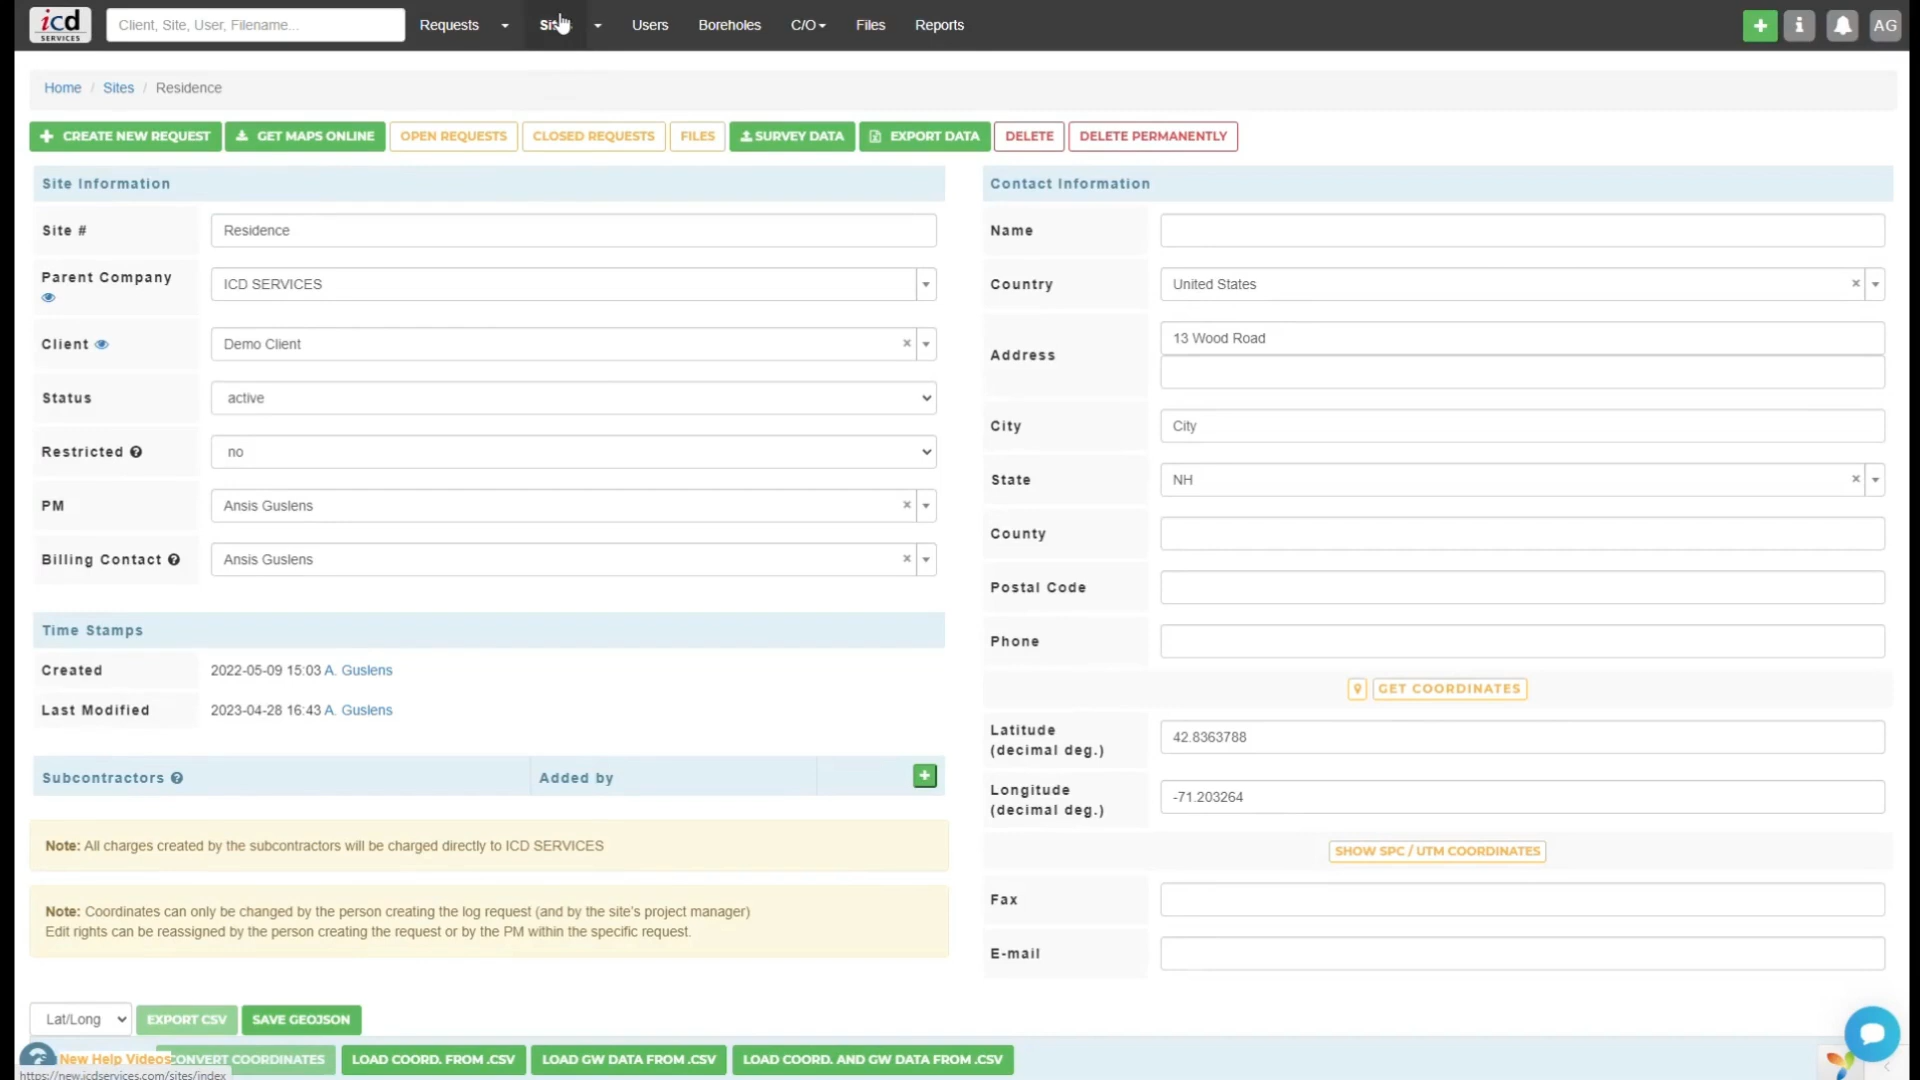 icd
SERVICES
Client, Site, User, Filename...
Requests
Users
Boreholes
C/O
Files
Reports
AG
Home / Sites / Residence
CREATE NEW REQUEST
GET MAPS ONLINE
OPEN REQUESTS
CLOSED REQUESTS
FILES
SURVEY DATA
EXPORT DATA
DELETE
DELETE PERMANENTLY
Site Information
Site #
Residence
Parent Company
ICD SERVICES
Client
Demo Client
Status
active
Restricted
no
PM
Ansis Guslens
Billing Contact
Ansis Guslens
Time Stamps
Created
2022-05-09 15:03 A. Guslens
Last Modified
2023-04-28 16:43 A. Guslens
Subcontractors
Added by
Note: All charges created by the subcontractors will be charged directly to ICD SERVICES
Note: Coordinates can only be changed by the person creating the log request (and by the site's project manager)
Edit rights can be reassigned by the person creating the request or by the PM within the specific request.
Contact Information
Name
Country
United States
Address
13 Wood Road
City
City
State
NH
County
Postal Code
Phone
GET COORDINATES
Latitude
(decimal deg.)
42.8363788
Longitude
(decimal deg.)
-71.203264
SHOW SPC / UTM COORDINATES
Fax
E-mail
Lat/Long
EXPORT CSV
SAVE GEOJSON
New Help Videos
CONVERT COORDINATES
LOAD COORD. FROM .CSV
LOAD GW DATA FROM .CSV
LOAD COORD. AND GW DATA FROM .CSV
https://new.icdservices.com/sites/index